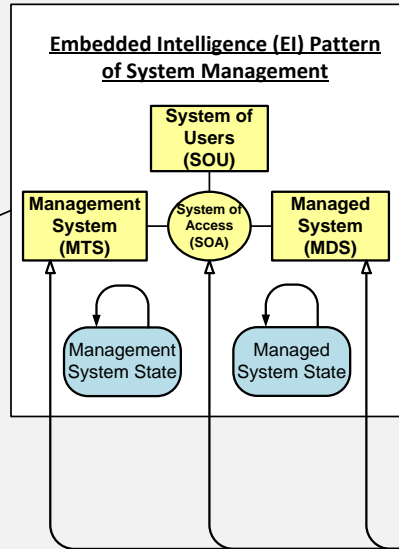 Embedded Intelligence (EI) Pattern
of System Management
System of
Users
(SOU)
Management
System
(MTS)
System of
Access
(SOA)
Managed
System
(MDS)
Management
System State
Managed
System State